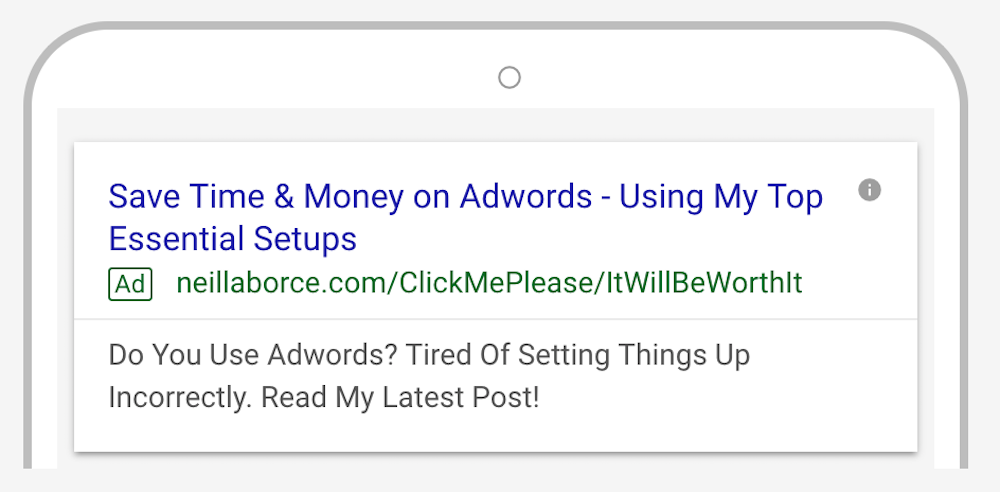 Save Time & Money on Adwords - Using My Top
Essential Setups
Ad neillaborce.com/ClickMePlease/ItWillBeWorthIt
Do You Use Adwords? Tired Of Setting Things Up
Incorrectly. Read My Latest Post!